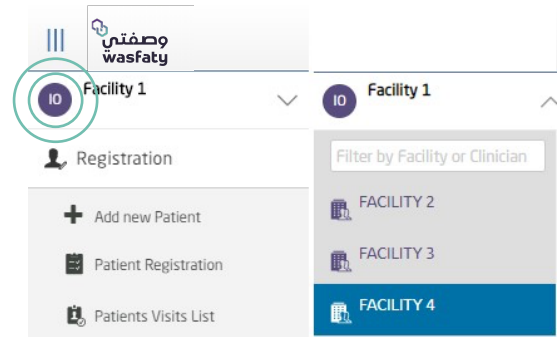 وصفتي
wasfaty
IO
Facility 1
Registration
Add new Patient
Patient Registration
Patients Visits List
IO
Facility 1
Filter by Facility or Clinician
FACILITY 2
FACILITY 3
FACILITY 4